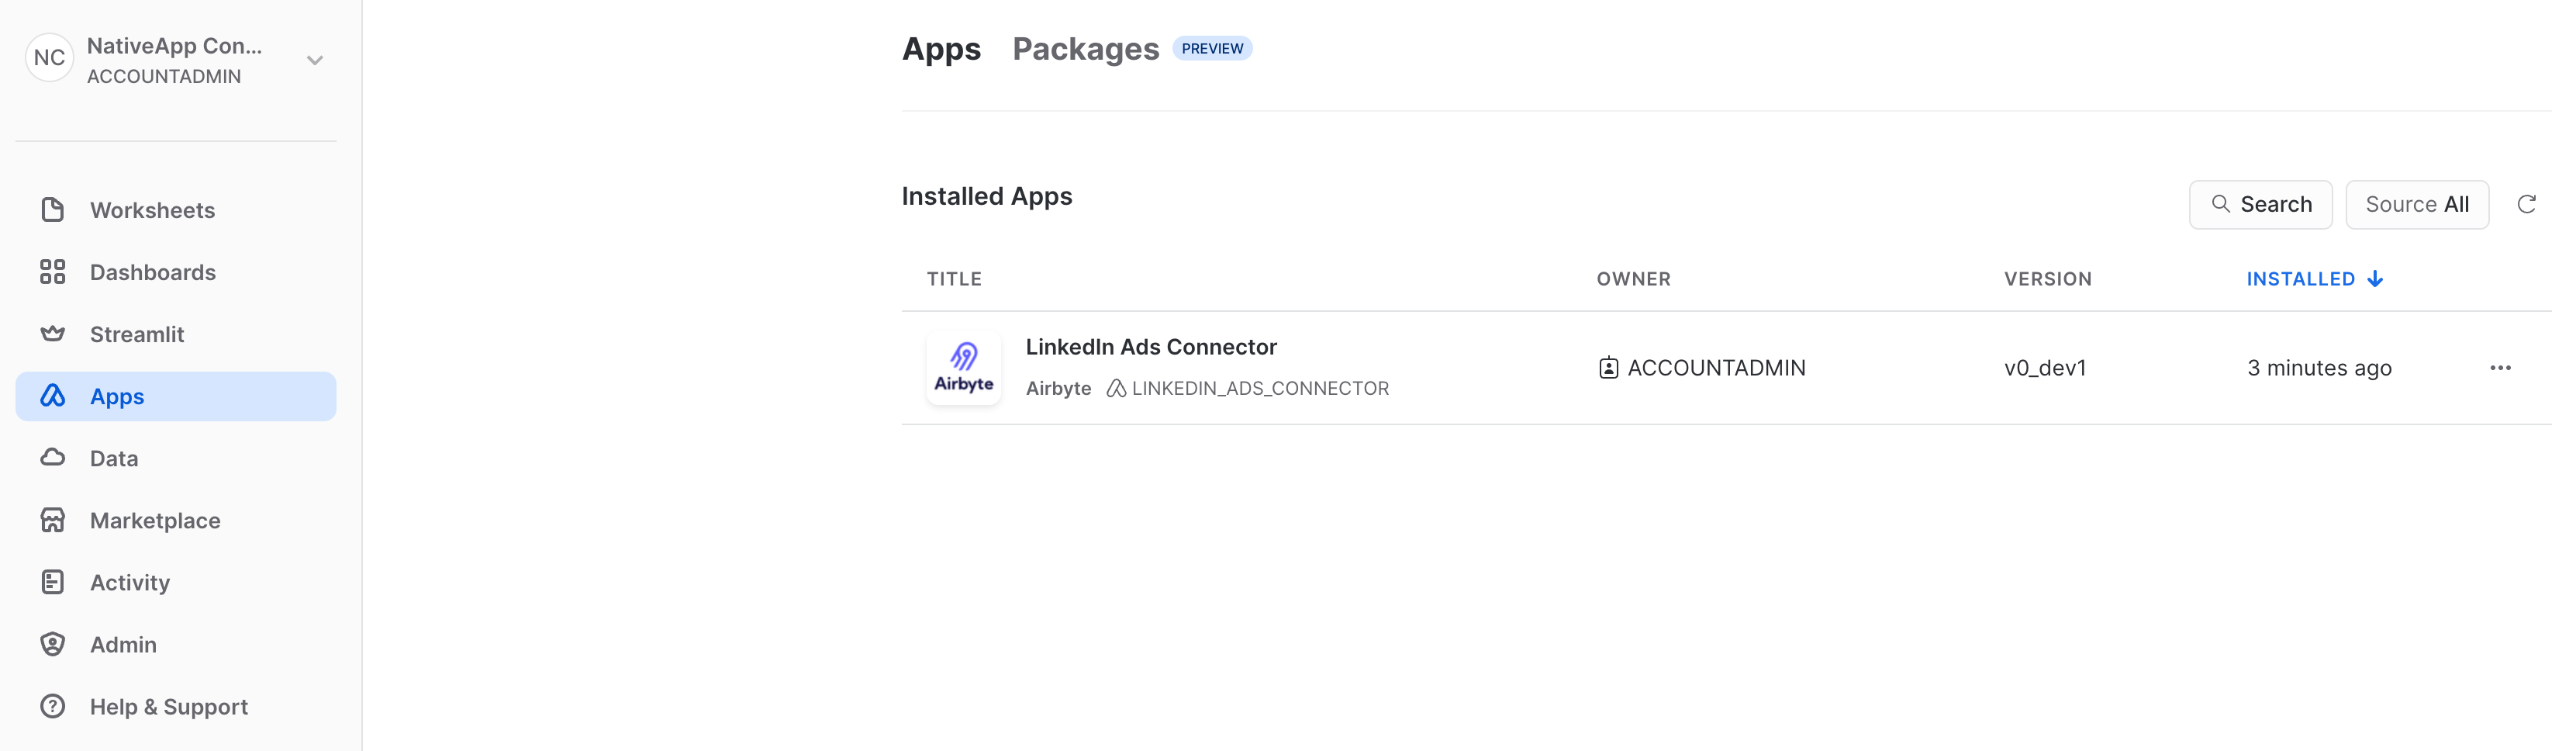 NC
NativeApp Con...
ACCOUNTADMIN
Worksheets
Dashboards
Streamlit
Apps
Data
Marketplace
Activity
Admin
Help & Support
Apps Packages PREVIEW
Installed Apps
Search Source All
TITLE OWNER VERSION INSTALLED
Airbyte
LinkedIn Ads Connector
Airbyte LINKEDIN_ADS_CONNECTOR
ACCOUNTADMIN v0_dev1 3 minutes ago